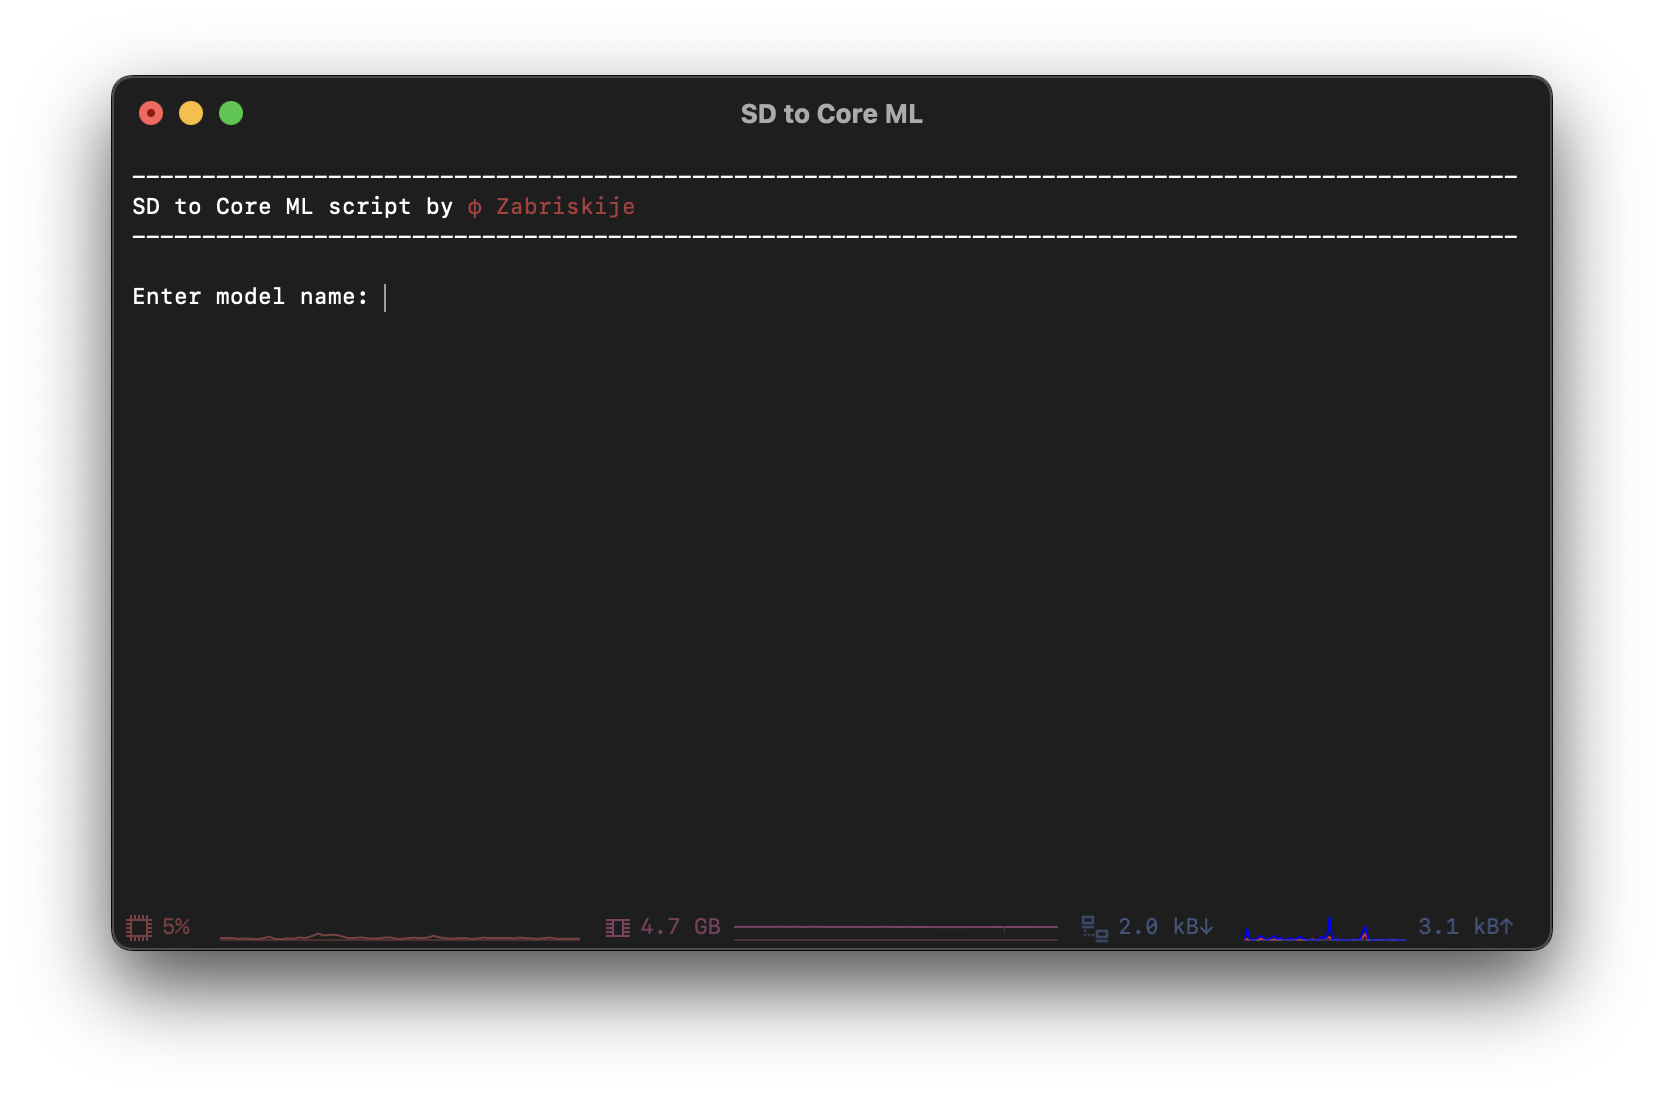 SD to Core ML
SD to Core ML script by ф Zabriskije
Enter model name:
5%
4.7 GB
2.0 kB↓
3.1 kB↑